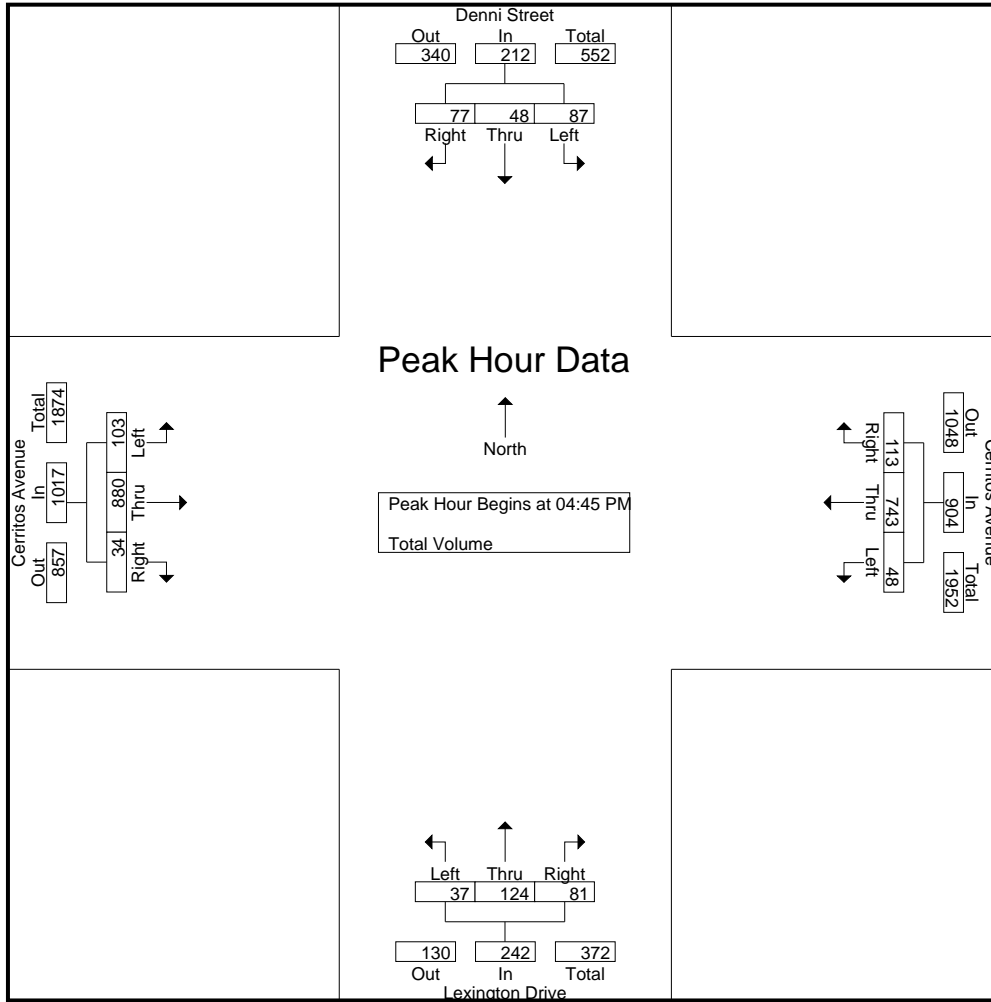 Denni Street
Out In Total
340 212 552
77 48 87
Right Thru Left
Peak Hour Data
North
Peak Hour Begins at 04:45 PM
Total Volume
Cerritos Avenue
Total In Out
1874 1017 857
103 880 34
Left Thru Right
Cerritos Avenue
Out In Total
1048 904 1952
113 743 48
Right Thru Left
Left Thru Right
37 124 81
130 242 372
Out In Total
Lexington Drive